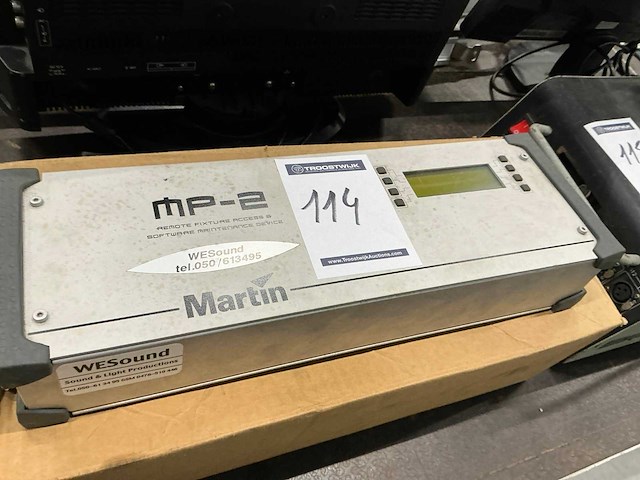 TROOSTWIJK
114
www.TroostwijkAuctions.com
MP-2
REMOTE FIXTURE ACCESS &
SOFTWARE MAINTENANCE DEVICE
WESound
tel.050/613495
Martin
WESound
Sound & Light Productions